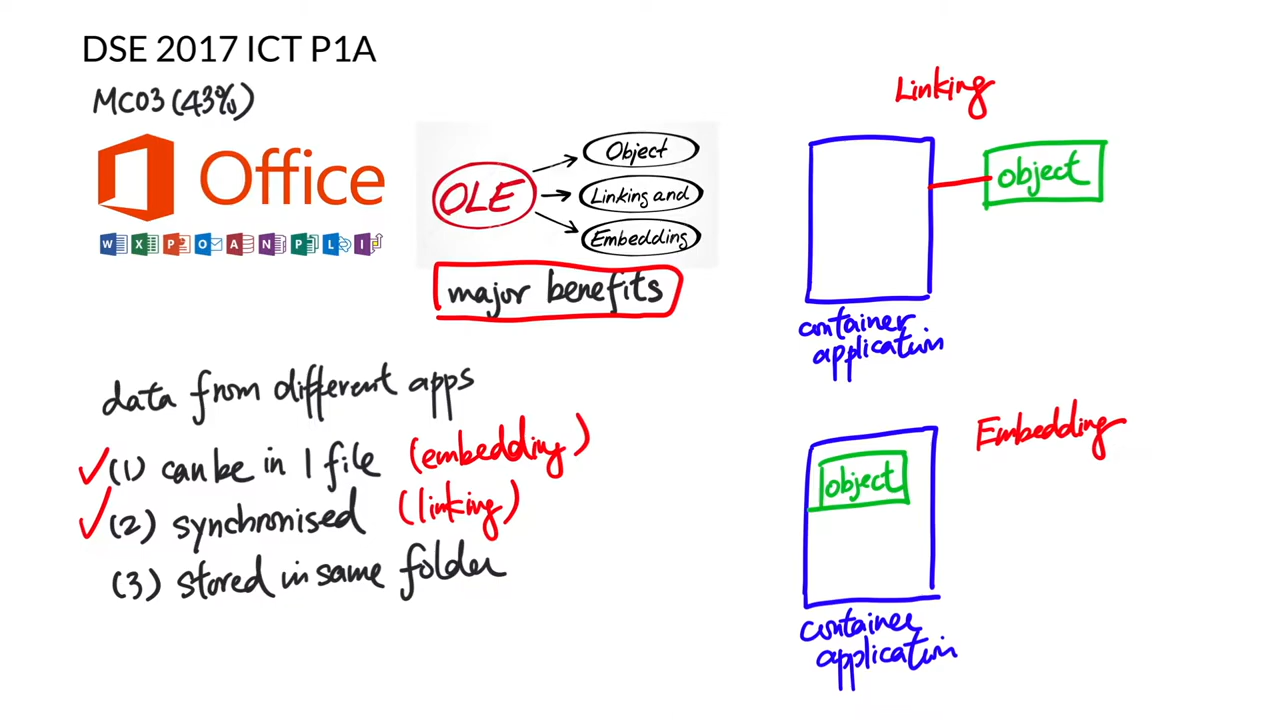 DSE 2017 ICT P1A
MC03 (43%)
Office
W X P O A N P L I
OLE
Object
Linking and
Embedding
major benefits
data from different apps
(1) can be in 1 file (embedding)
(2) synchronised (linking)
(3) stored in same folder
Linking
object
container
application
Embedding
object
container
application